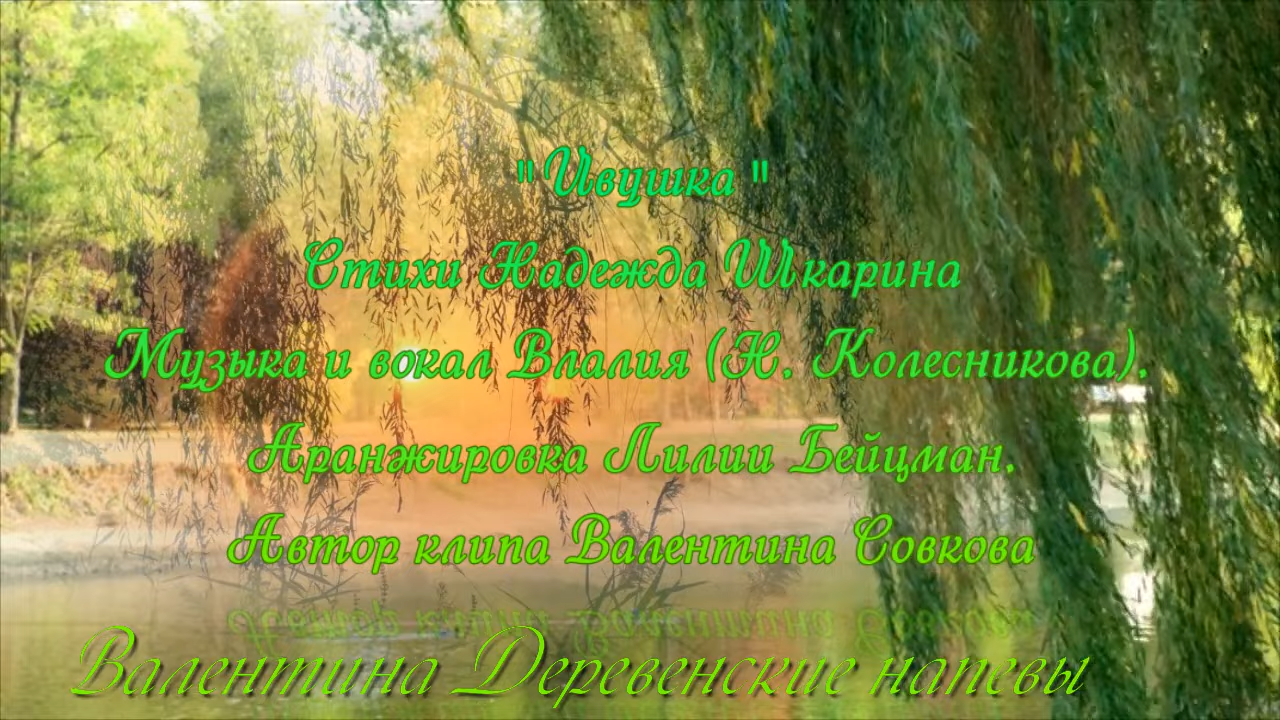 " Ивушка "
Стихи Надежда Шкарина
Музыка и вокал Влалия (Н. Колесникова).
Аранжировка Лилии Бейцман.
Автор клипа Валентина Совкова
Валентина Деревенские напевы